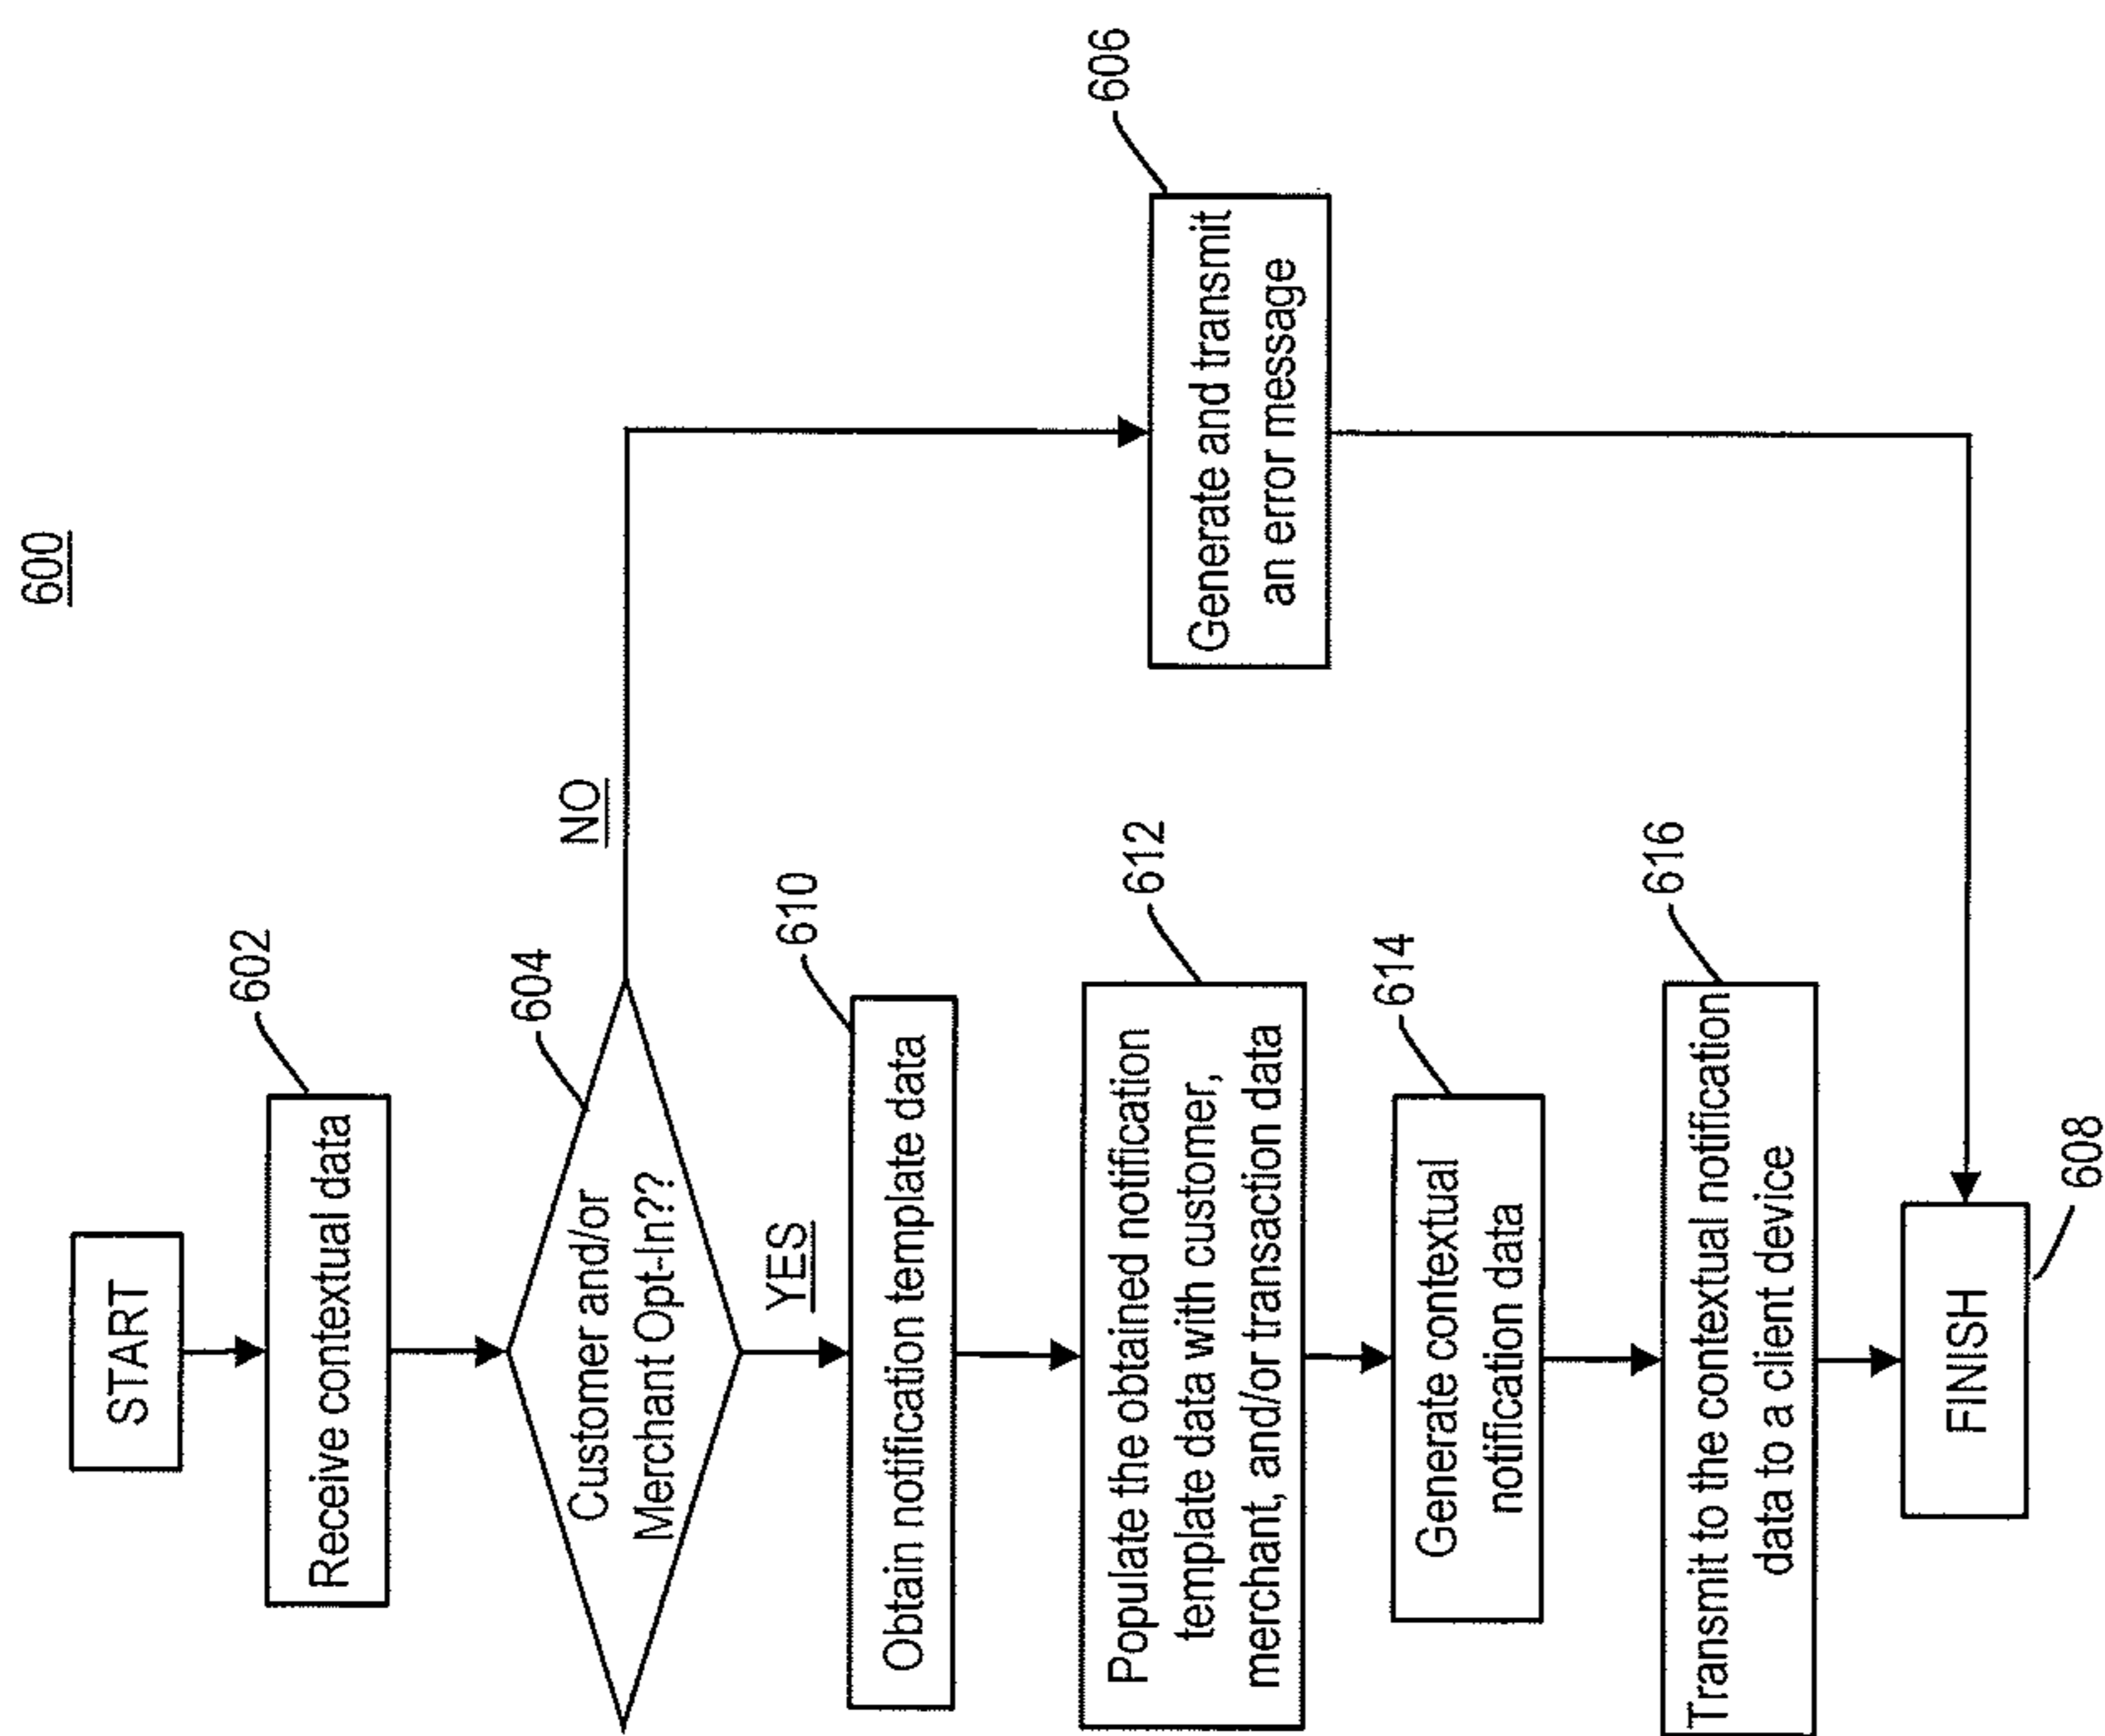 600
START
602
Receive contextual data
604
Customer and/or
Merchant Opt-In??
NO
YES
606
Generate and transmit
an error message
610
Obtain notification template data
612
Populate the obtained notification
template data with customer,
merchant, and/or transaction data
614
Generate contextual
notification data
616
Transmit to the contextual notification
data to a client device
FINISH
608